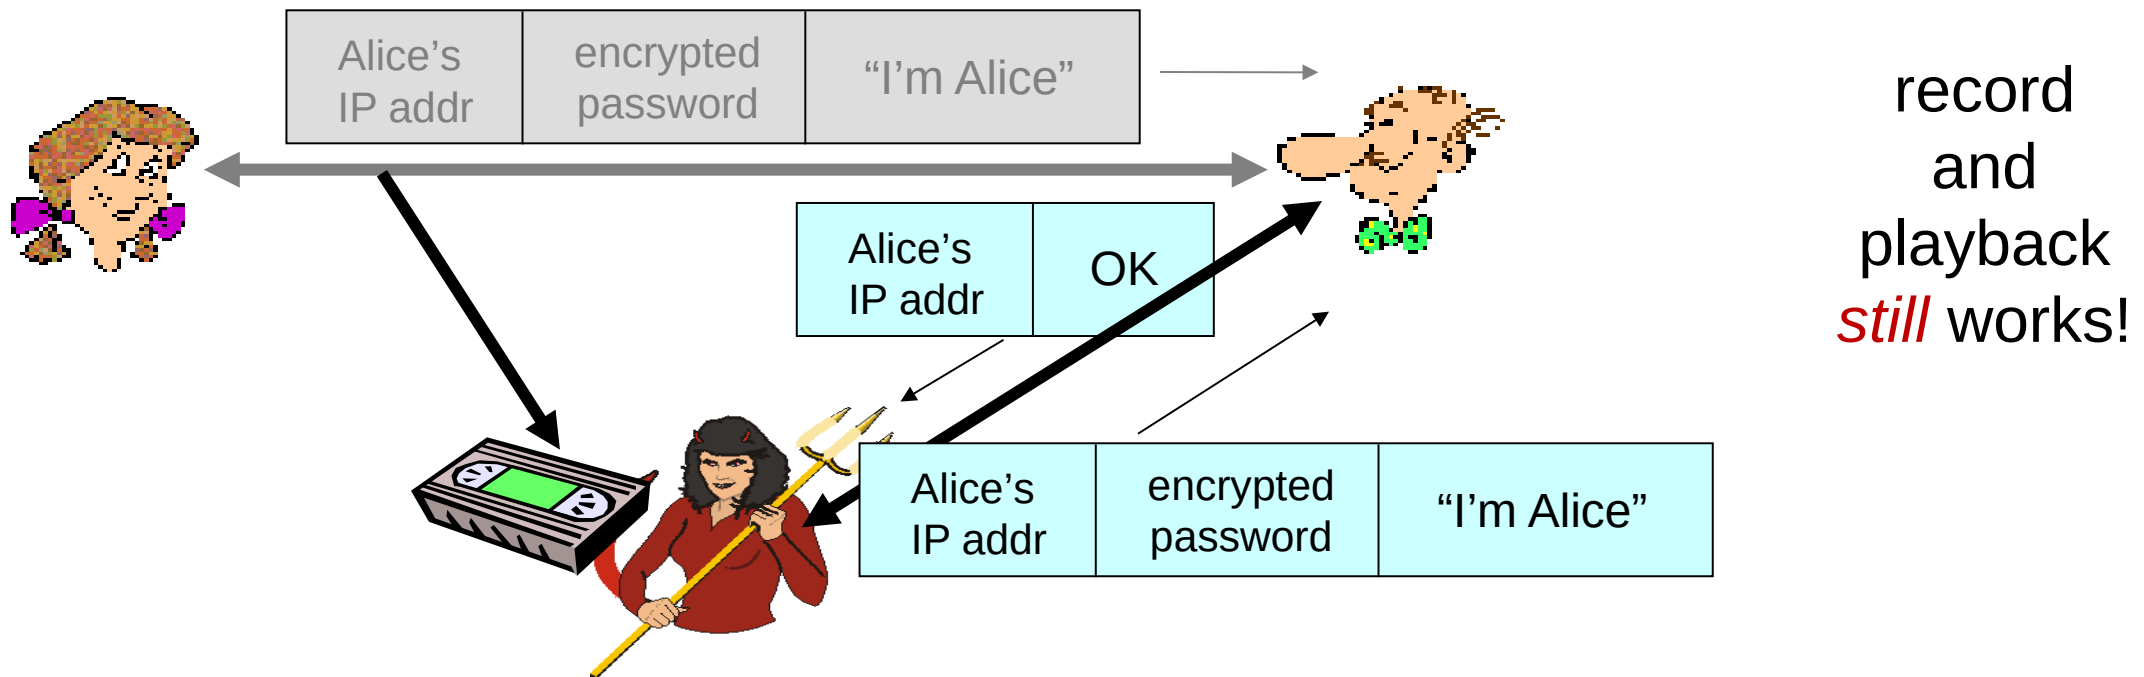 Alice’s
IP addr
encrypted
password
“I’m Alice”
record
and
playback
still works!
Alice’s
IP addr
OK
Alice’s
IP addr
encrypted
password
“I’m Alice”